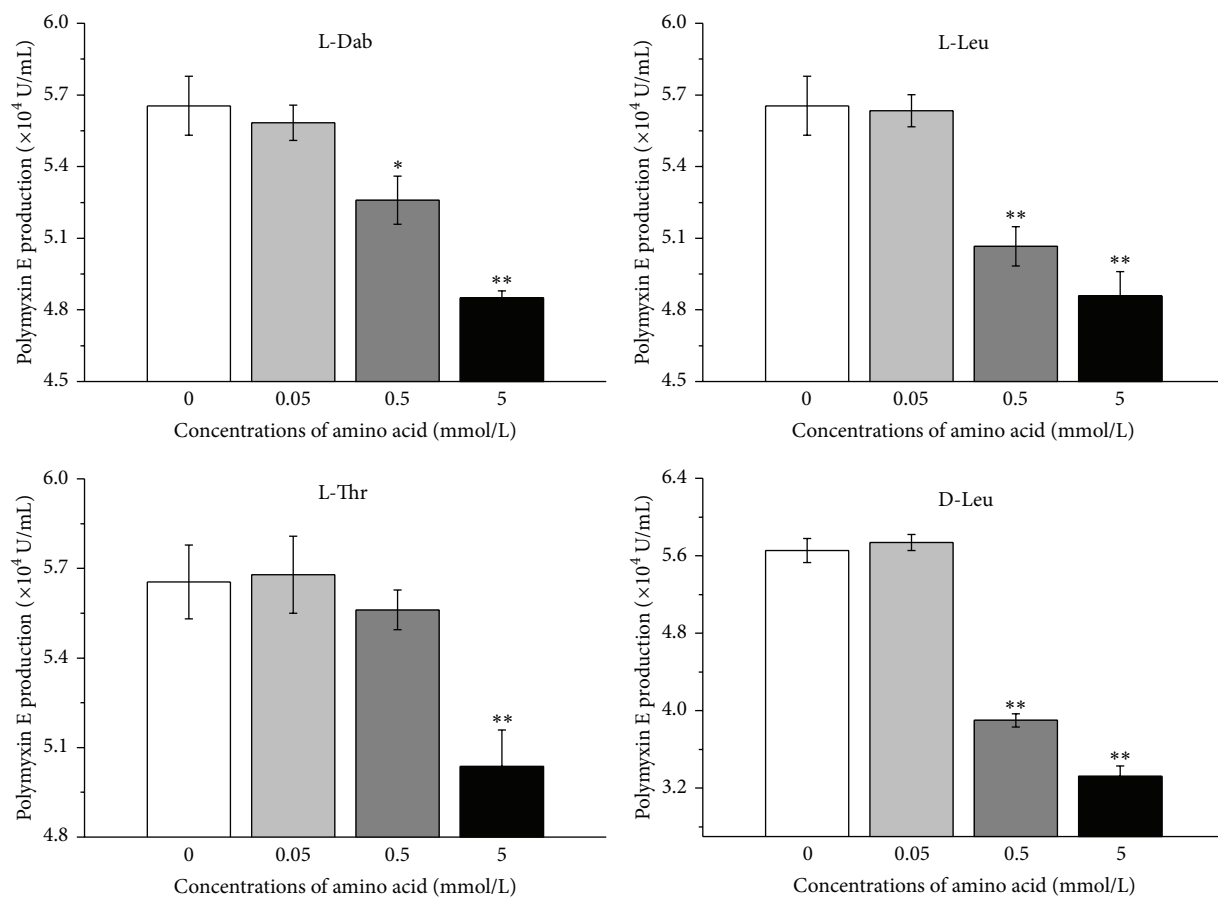 L-Dab
Polymyxin E production (×10⁴ U/mL)
6.0
5.7
5.4
5.1
4.8
4.5
*
**
0 0.05 0.5 5
Concentrations of amino acid (mmol/L)
L-Leu
Polymyxin E production (×10⁴ U/mL)
6.0
5.7
5.4
5.1
4.8
4.5
**
**
0 0.05 0.5 5
Concentrations of amino acid (mmol/L)
L-Thr
Polymyxin E production (×10⁴ U/mL)
6.0
5.7
5.4
5.1
4.8
**
0 0.05 0.5 5
Concentrations of amino acid (mmol/L)
D-Leu
Polymyxin E production (×10⁴ U/mL)
6.4
5.6
4.8
4.0
3.2
**
**
0 0.05 0.5 5
Concentrations of amino acid (mmol/L)